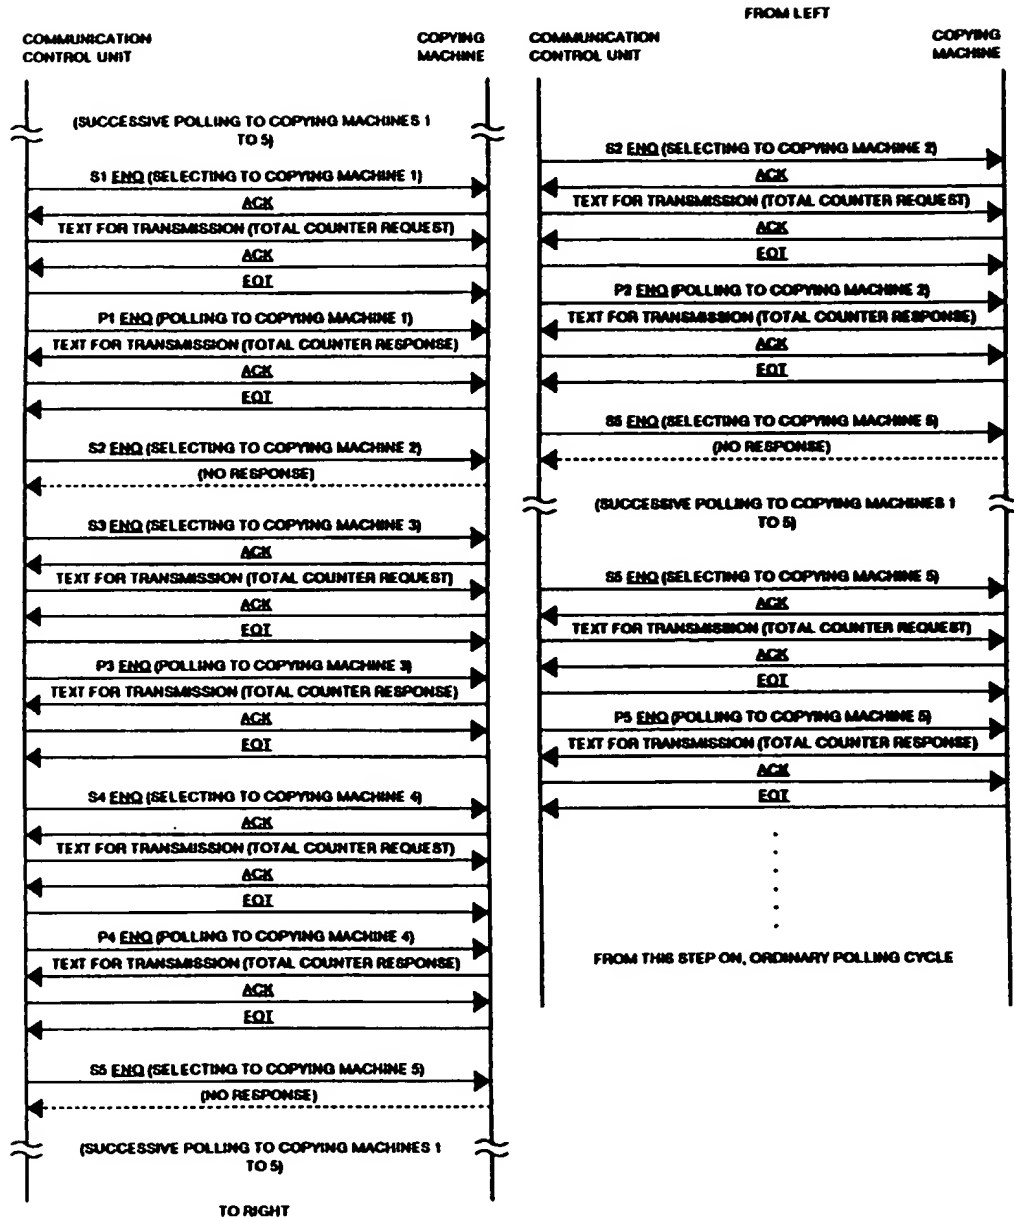 COMMUNICATION
CONTROL UNIT
COPYING
MACHINE
(SUCCESSIVE POLLING TO COPYING MACHINES 1
TO 5)
S1 ENQ (SELECTING TO COPYING MACHINE 1)
ACK
TEXT FOR TRANSMISSION (TOTAL COUNTER REQUEST)
ACK
EOT
P1 ENQ (POLLING TO COPYING MACHINE 1)
TEXT FOR TRANSMISSION (TOTAL COUNTER RESPONSE)
ACK
EOT
S2 ENQ (SELECTING TO COPYING MACHINE 2)
(NO RESPONSE)
S3 ENQ (SELECTING TO COPYING MACHINE 3)
ACK
TEXT FOR TRANSMISSION (TOTAL COUNTER REQUEST)
ACK
EOT
P3 ENQ (POLLING TO COPYING MACHINE 3)
TEXT FOR TRANSMISSION (TOTAL COUNTER RESPONSE)
ACK
EOT
S4 ENQ (SELECTING TO COPYING MACHINE 4)
ACK
TEXT FOR TRANSMISSION (TOTAL COUNTER REQUEST)
ACK
EOT
P4 ENQ (POLLING TO COPYING MACHINE 4)
TEXT FOR TRANSMISSION (TOTAL COUNTER RESPONSE)
ACK
EOT
S5 ENQ (SELECTING TO COPYING MACHINE 5)
(NO RESPONSE)
(SUCCESSIVE POLLING TO COPYING MACHINES 1
TO 5)
TO RIGHT
FROM LEFT
COMMUNICATION
CONTROL UNIT
COPYING
MACHINE
S2 ENQ (SELECTING TO COPYING MACHINE 2)
ACK
TEXT FOR TRANSMISSION (TOTAL COUNTER REQUEST)
ACK
EOT
P2 ENQ (POLLING TO COPYING MACHINE 2)
TEXT FOR TRANSMISSION (TOTAL COUNTER RESPONSE)
ACK
EOT
S5 ENQ (SELECTING TO COPYING MACHINE 5)
(NO RESPONSE)
(SUCCESSIVE POLLING TO COPYING MACHINES 1
TO 5)
S5 ENQ (SELECTING TO COPYING MACHINE 5)
ACK
TEXT FOR TRANSMISSION (TOTAL COUNTER REQUEST)
ACK
EOT
P5 ENQ (POLLING TO COPYING MACHINE 5)
TEXT FOR TRANSMISSION (TOTAL COUNTER RESPONSE)
ACK
EOT
FROM THIS STEP ON, ORDINARY POLLING CYCLE